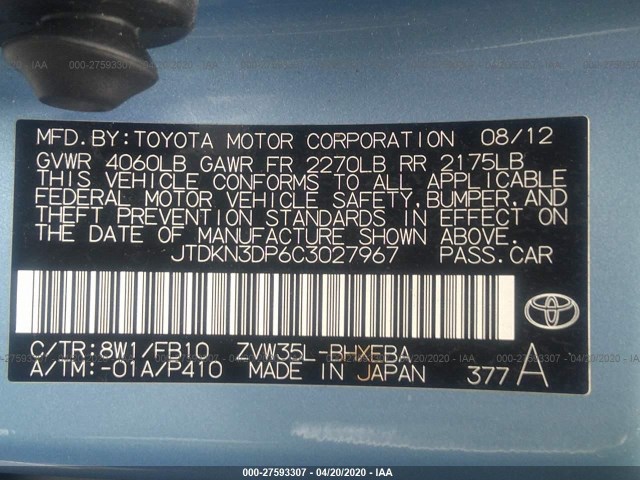 MFD.BY:TOYOTA MOTOR CORPORATION 08/12
GVWR 4060LB GAWR FR 2270LB RR 2175LB
THIS VEHICLE CONFORMS TO ALL APPLICABLE
FEDERAL MOTOR VEHICLE SAFETY,BUMPER,AND
THEFT PREVENTION STANDARDS IN EFFECT ON
THE DATE OF MANUFACTURE SHOWN ABOVE.
JTDKN3DP6C3027967 PASS.CAR
C/TR:8W1/FB10 ZVW35L-BHXEBA
A/TM:-01A/P410 MADE IN JAPAN 377 A
000-27593307 - 04/20/2020 - IAA